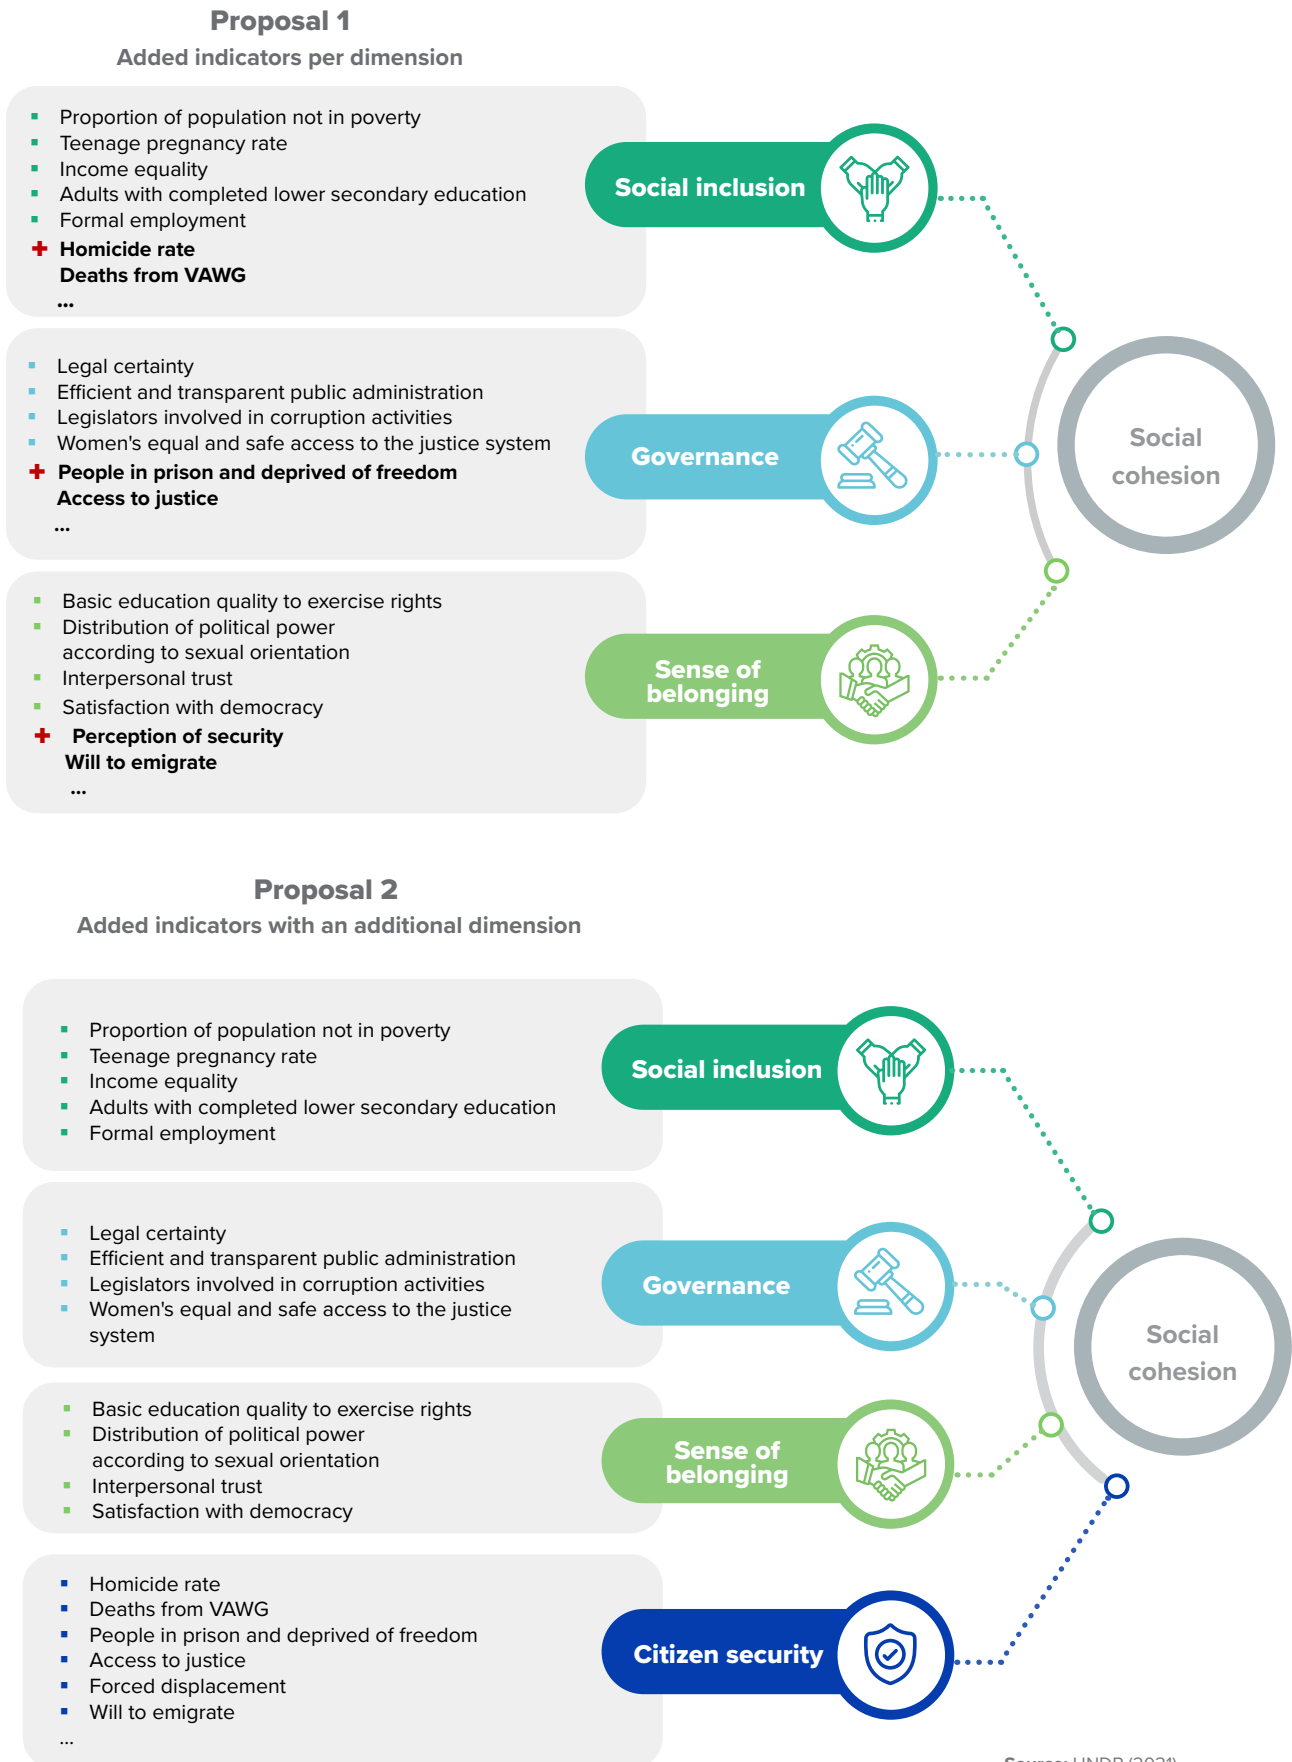 Proposal 1
Added indicators per dimension
▪ Proportion of population not in poverty
▪ Teenage pregnancy rate
▪ Income equality
▪ Adults with completed lower secondary education
▪ Formal employment
+ Homicide rate
Deaths from VAWG
...
Social inclusion
▪ Legal certainty
▪ Efficient and transparent public administration
▪ Legislators involved in corruption activities
▪ Women's equal and safe access to the justice system
+ People in prison and deprived of freedom
Access to justice
...
Governance
▪ Basic education quality to exercise rights
▪ Distribution of political power
according to sexual orientation
▪ Interpersonal trust
▪ Satisfaction with democracy
+ Perception of security
Will to emigrate
...
Sense of
belonging
Social
cohesion
Proposal 2
Added indicators with an additional dimension
▪ Proportion of population not in poverty
▪ Teenage pregnancy rate
▪ Income equality
▪ Adults with completed lower secondary education
▪ Formal employment
Social inclusion
▪ Legal certainty
▪ Efficient and transparent public administration
▪ Legislators involved in corruption activities
▪ Women's equal and safe access to the justice
system
Governance
▪ Basic education quality to exercise rights
▪ Distribution of political power
according to sexual orientation
▪ Interpersonal trust
▪ Satisfaction with democracy
Sense of
belonging
▪ Homicide rate
▪ Deaths from VAWG
▪ People in prison and deprived of freedom
▪ Access to justice
▪ Forced displacement
▪ Will to emigrate
...
Citizen security
Social
cohesion
Source: UNDP (2021)